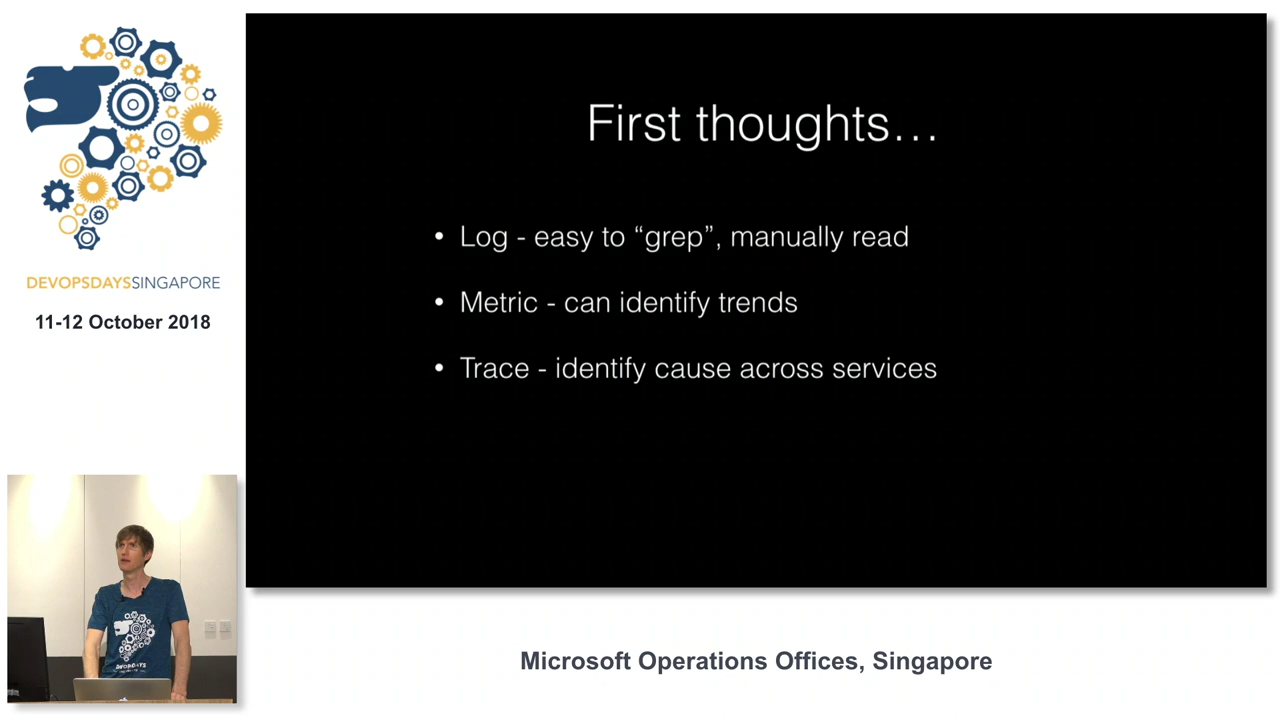 DEVOPSDAYSSINGAPORE
11-12 October 2018
First thoughts…
• Log - easy to “grep”, manually read
• Metric - can identify trends
• Trace - identify cause across services
DEVOPSDAYS
Microsoft Operations Offices, Singapore